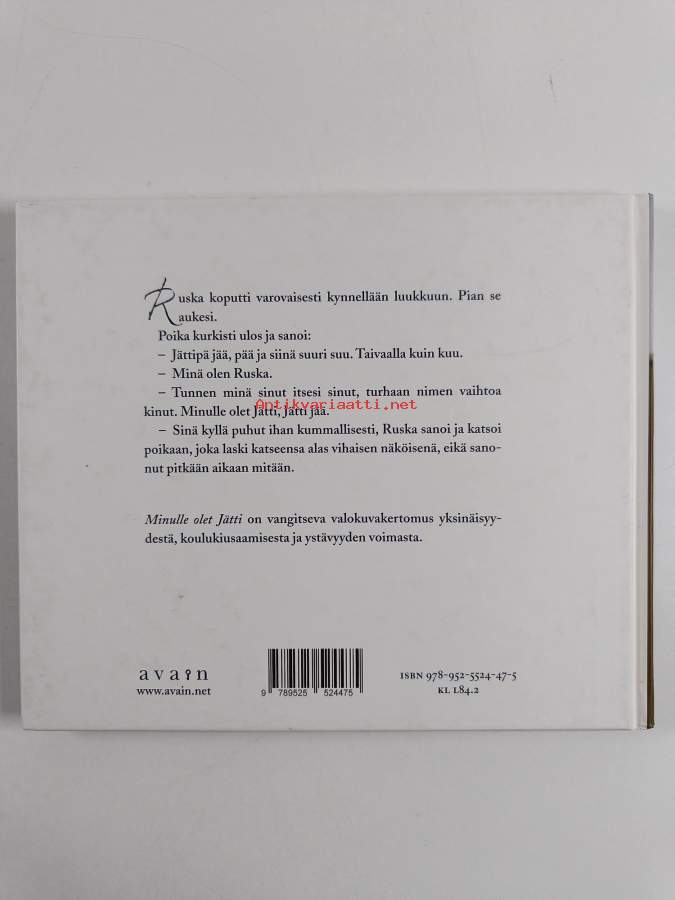 Ruska koputti varovaisesti kynnellään luukkuun. Pian se
aukesi.
Poika kurkisti ulos ja sanoi:
– Jättipä jää, pää ja siinä suuri suu. Taivaalla kuin kuu.
– Minä olen Ruska.
– Tunnen minä sinut itsesi sinut, turhaan nimen vaihtoa
Antikvariaatti.net
kinut. Minulle olet Jätti, Jätti jää.
– Sinä kyllä puhut ihan kummallisesti, Ruska sanoi ja katsoi
poikaan, joka laski katseensa alas vihaisen näköisenä, eikä sano-
nut pitkään aikaan mitään.
Minulle olet Jätti on vangitseva valokuvakertomus yksinäisyy-
destä, koulukiusaamisesta ja ystävyyden voimasta.
avain
www.avain.net
9 789525 524475
ISBN 978-952-5524-47-5
KL L84.2